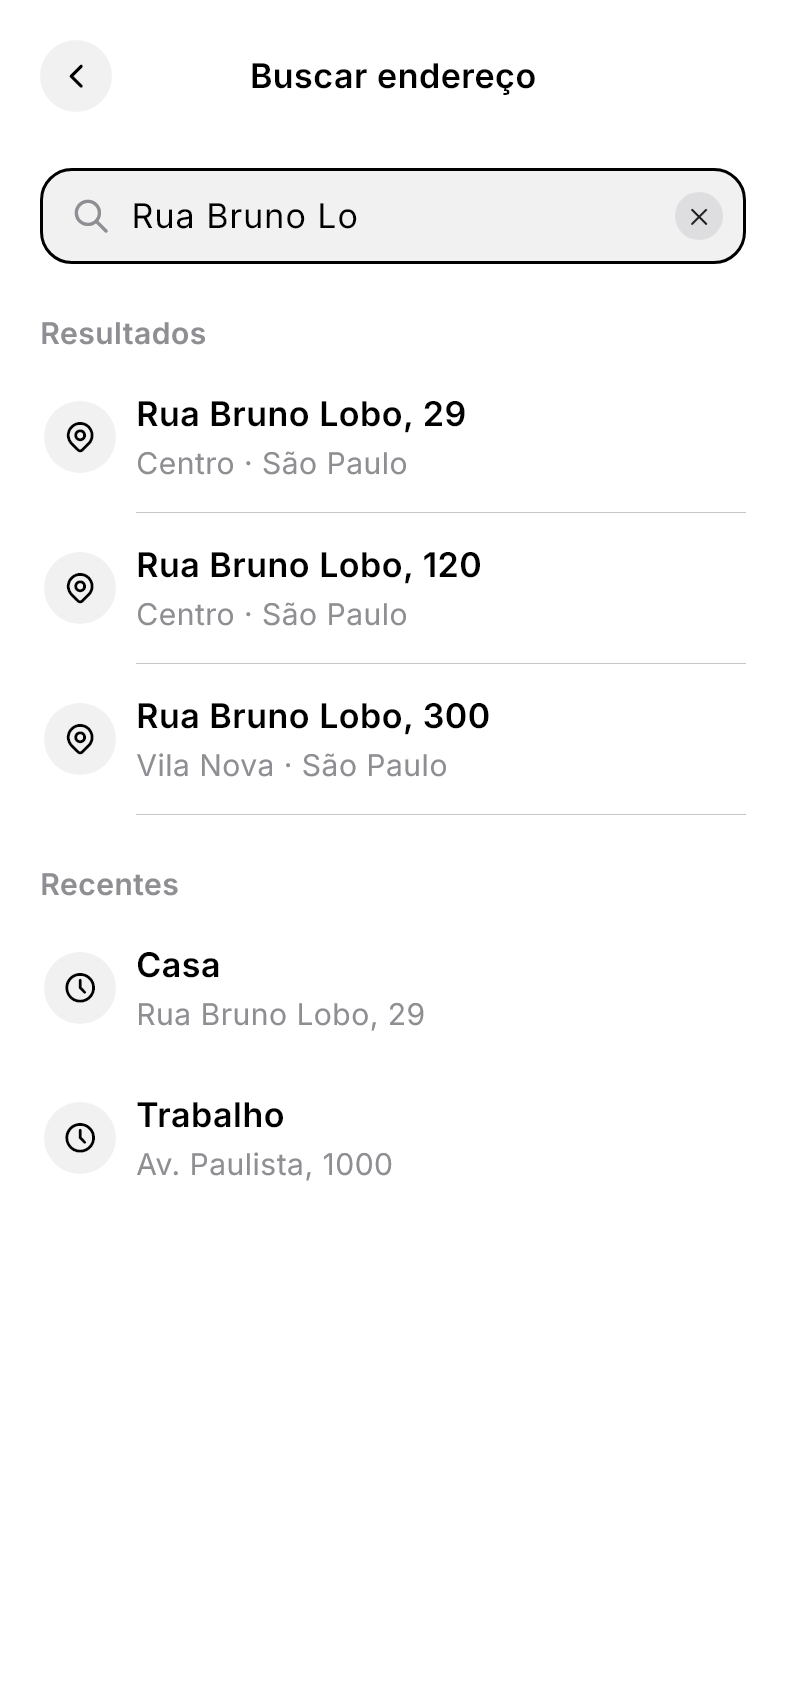 Buscar endereço
Rua Bruno Lo
Resultados
Rua Bruno Lobo, 29
Centro · São Paulo
Rua Bruno Lobo, 120
Centro · São Paulo
Rua Bruno Lobo, 300
Vila Nova · São Paulo
Recentes
Casa
Rua Bruno Lobo, 29
Trabalho
Av. Paulista, 1000